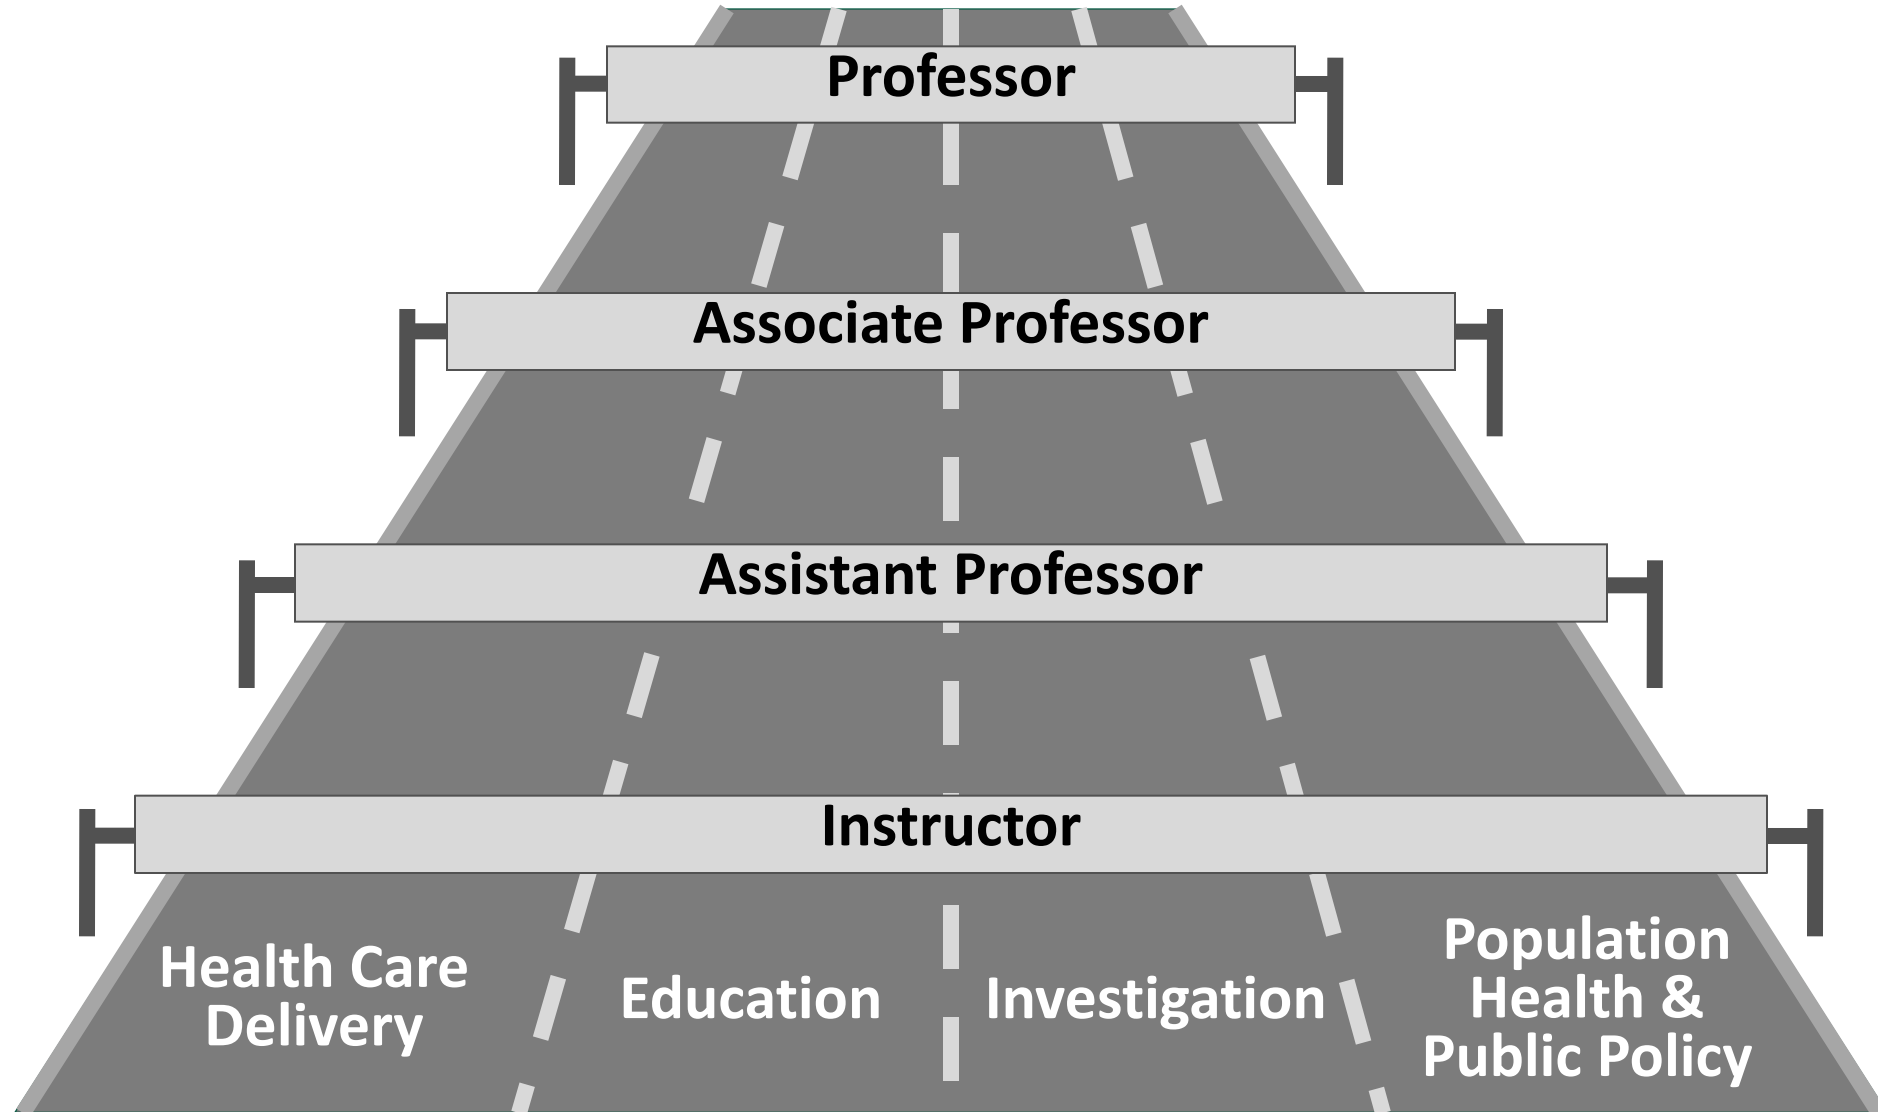 Professor
Associate Professor
Assistant Professor
Instructor
Health Care
Delivery
Education
Investigation
Population
Health &
Public Policy